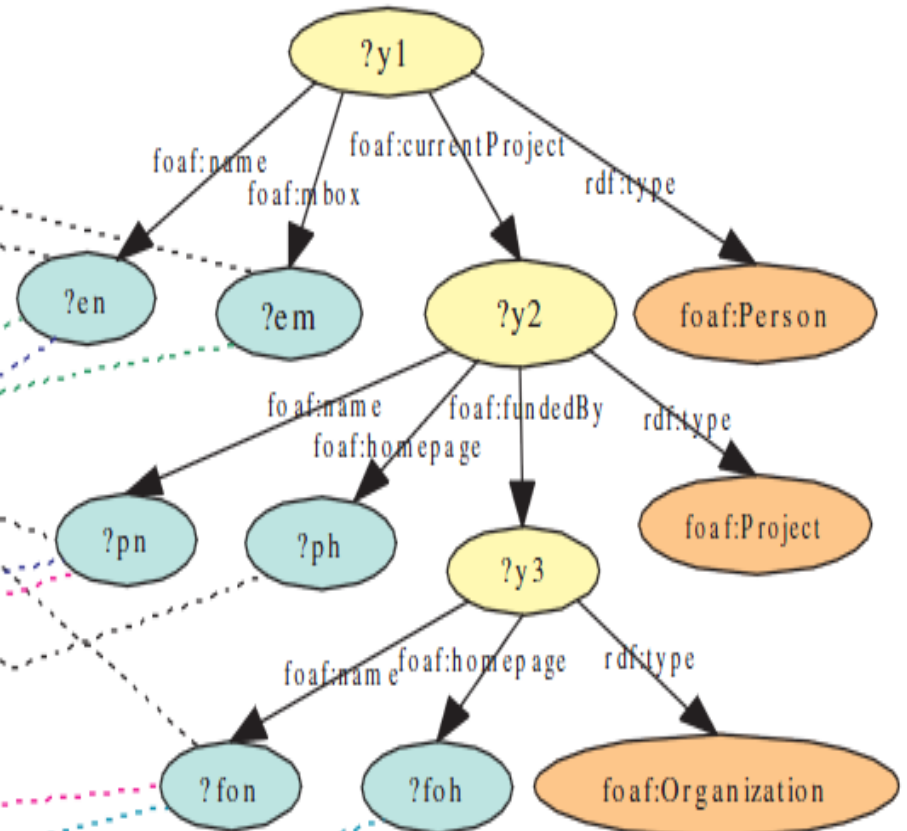 ?y1
foaf:name
foaf:mbox
foaf:currentProject
rdf:type
?en
?em
?y2
foaf:Person
foaf:name
foaf:homepage
foaf:fundedBy
rdf:type
?pn
?ph
?y3
foaf:Project
foaf:name
foaf:homepage
rdf:type
?fon
?foh
foaf:Organization